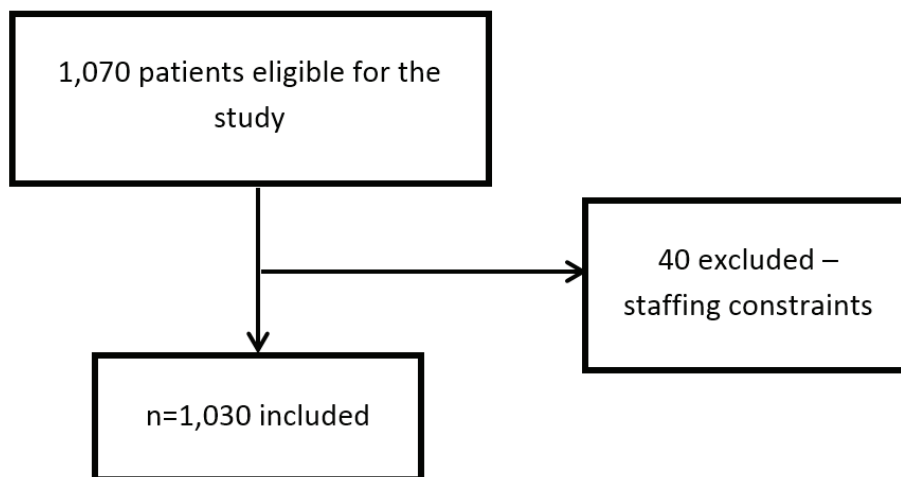 1,070 patients eligible for the
study
40 excluded –
staffing constraints
n=1,030 included